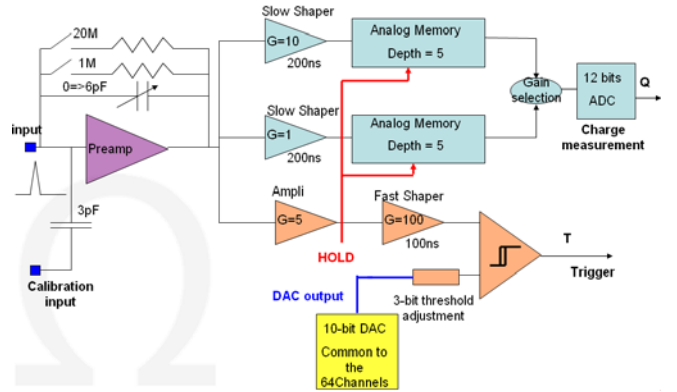 20M
1M
0=>6pF
input
Preamp
3pF
Calibration
input
Slow Shaper
G=10
200ns
Analog Memory
Depth = 5
Slow Shaper
G=1
200ns
Analog Memory
Depth = 5
Gain
selection
12 bits
ADC
Q
Charge
measurement
Ampli
G=5
Fast Shaper
G=100
100ns
HOLD
T
Trigger
DAC output
3-bit threshold
adjustment
10-bit DAC
Common to
the
64Channels
Ω